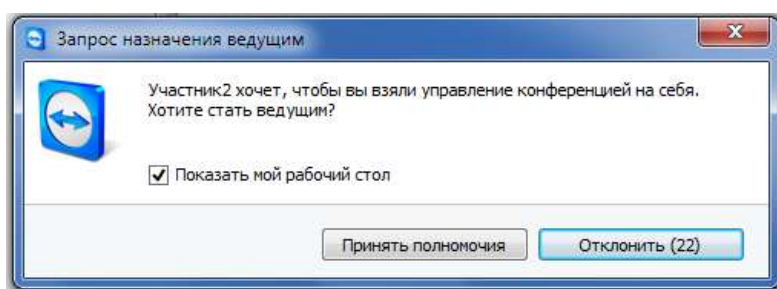 Запрос назначения ведущим
Участник2 хочет, чтобы вы взяли управление конференцией на себя.
Хотите стать ведущим?
Показать мой рабочий стол
Принять полномочия
Отклонить (22)